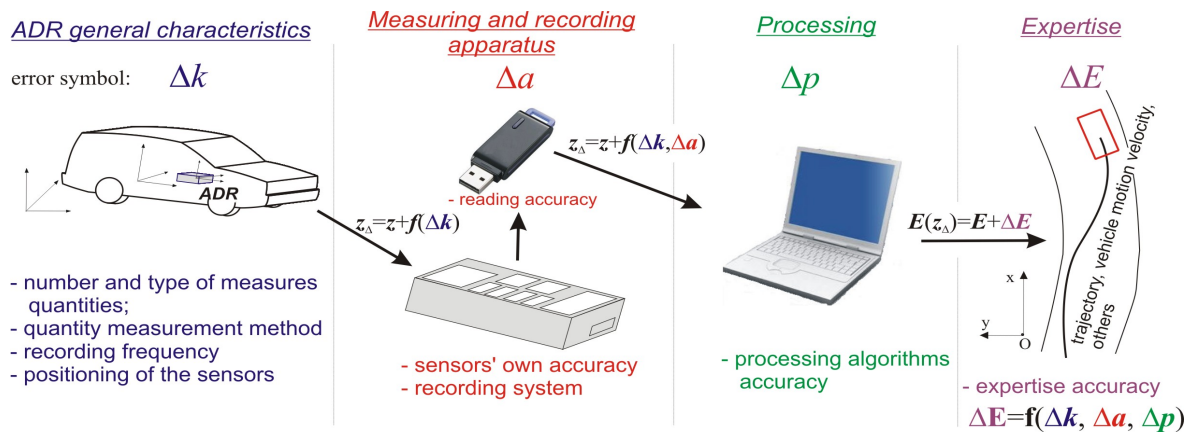 ADR general characteristics
error symbol: Δk
ADR
- number and type of measures
quantities;
- quantity measurement method
- recording frequency
- positioning of the sensors
z_Δ=z+f(Δk)
Measuring and recording
apparatus
Δa
- reading accuracy
- sensors' own accuracy
- recording system
z_Δ=z+f(Δk,Δa)
Processing
Δp
- processing algorithms
accuracy
E(z_Δ)=E+ΔE
Expertise
ΔE
trajectory, vehicle motion velocity,
others
x
y
O
- expertise accuracy
ΔE=f(Δk, Δa, Δp)